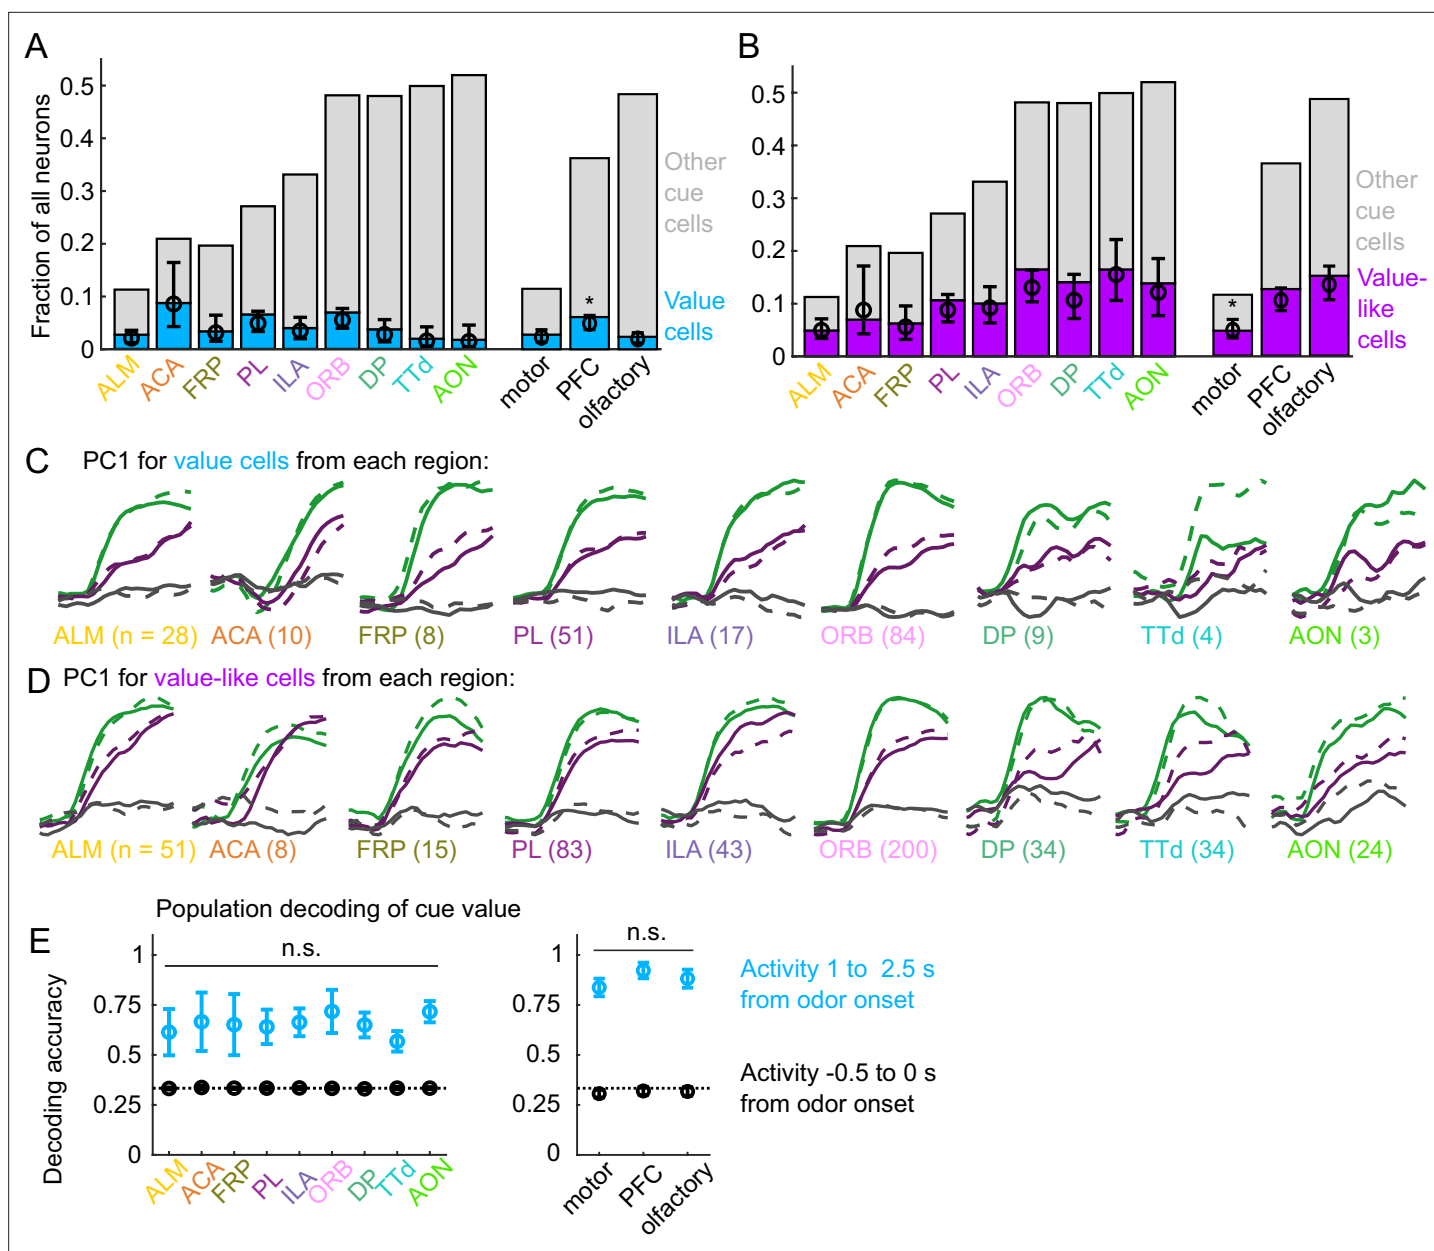 A
B
Fraction of all neurons
0.5
0.4
0.3
0.2
0.1
0
Other
cue
cells
Value
cells
ALM
ACA
FRP
PL
ILA
ORB
DP
TTd
AON
motor
PFC
olfactory
*
0.5
0.4
0.3
0.2
0.1
0
Other
cue
cells
Value-
like
cells
ALM
ACA
FRP
PL
ILA
ORB
DP
TTd
AON
motor
PFC
olfactory
*
C PC1 for value cells from each region:
ALM (n = 28) ACA (10) FRP (8) PL (51) ILA (17) ORB (84) DP (9) TTd (4) AON (3)
D PC1 for value-like cells from each region:
ALM (n = 51) ACA (8) FRP (15) PL (83) ILA (43) ORB (200) DP (34) TTd (34) AON (24)
E
Population decoding of cue value
Decoding accuracy
1
0.75
0.5
0.25
0
n.s.
ALM
ACA
FRP
PL
ILA
ORB
DP
TTd
AON
1
0.75
0.5
0.25
0
n.s.
motor
PFC
olfactory
Activity 1 to 2.5 s
from odor onset
Activity -0.5 to 0 s
from odor onset